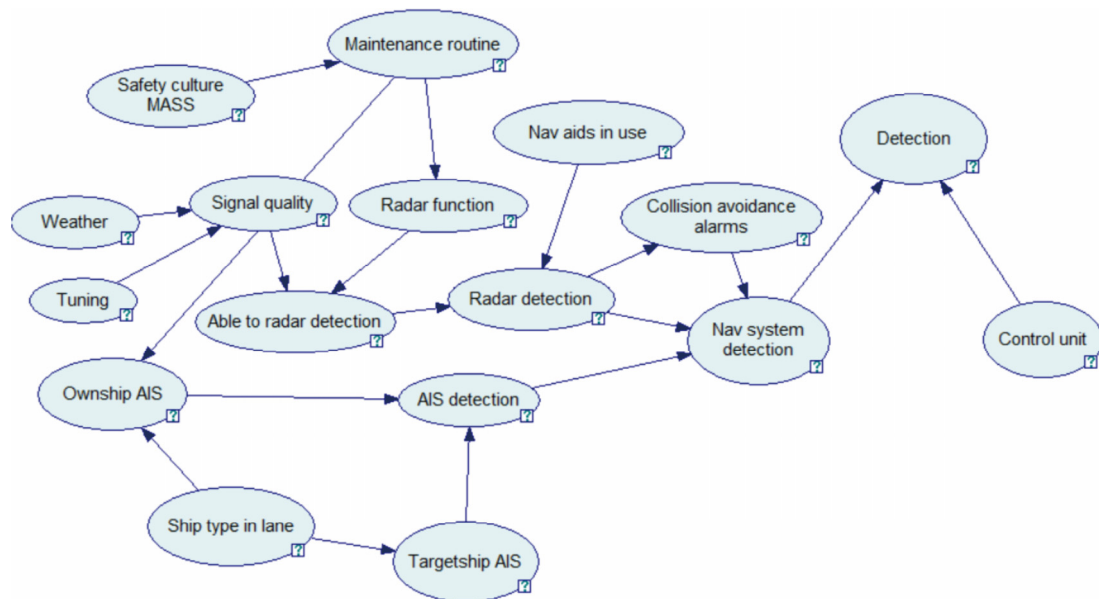 Maintenance routine
?
Safety culture
MASS
?
Nav aids in use
?
Detection
?
Signal quality
?
Radar function
?
Weather
?
Collision avoidance
alarms
?
Tuning
?
Able to radar detection
?
Radar detection
?
Nav system
detection
?
Control unit
?
Ownship AIS
?
AIS detection
?
Ship type in lane
?
Targetship AIS
?